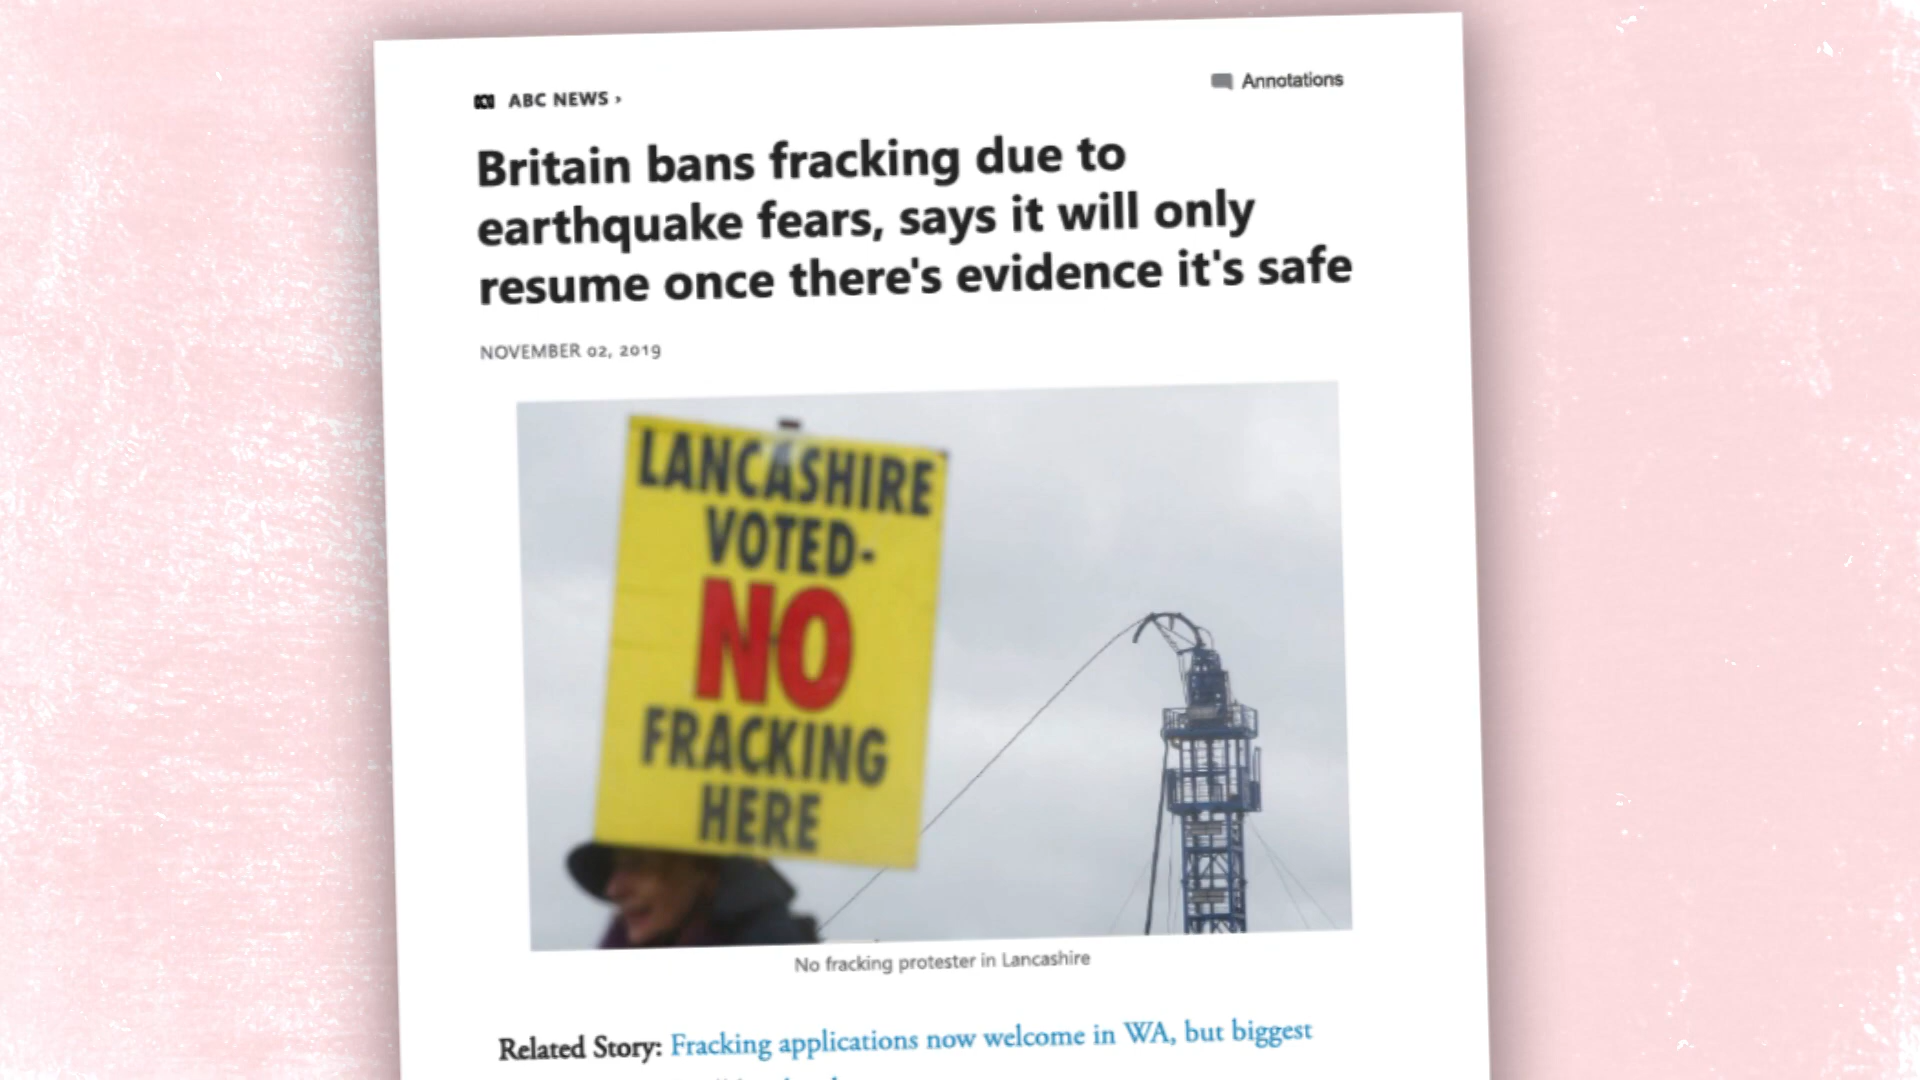 ABC NEWS ›
Annotations
Britain bans fracking due to
earthquake fears, says it will only
resume once there's evidence it's safe
NOVEMBER 02, 2019
LANCASHIRE
VOTED-
NO
FRACKING
HERE
No fracking protester in Lancashire
Related Story: Fracking applications now welcome in WA, but biggest